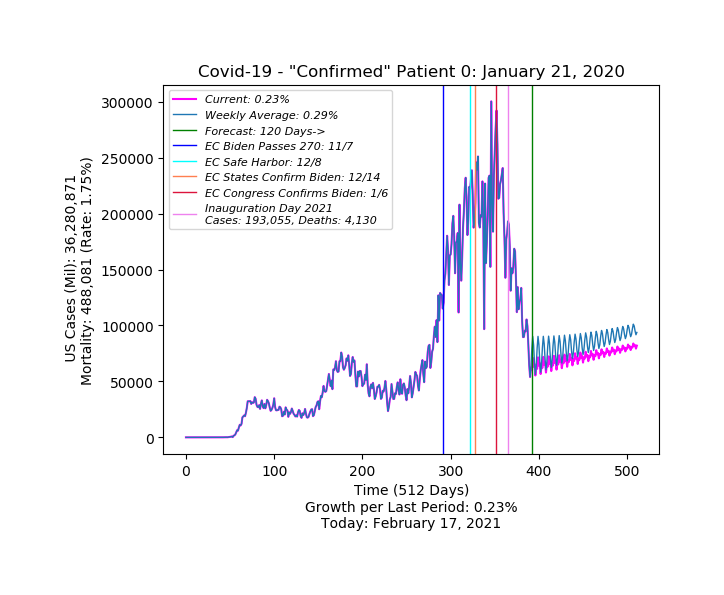 Covid-19 - "Confirmed" Patient 0: January 21, 2020
Current: 0.23%
Weekly Average: 0.29%
Forecast: 120 Days->
EC Biden Passes 270: 11/7
EC Safe Harbor: 12/8
EC States Confirm Biden: 12/14
EC Congress Confirms Biden: 1/6
Inauguration Day 2021
Cases: 193,055, Deaths: 4,130
US Cases (Mil): 36,280,871
Mortality: 488,081 (Rate: 1.75%)
300000
250000
200000
150000
100000
50000
0
0 100 200 300 400 500
Time (512 Days)
Growth per Last Period: 0.23%
Today: February 17, 2021